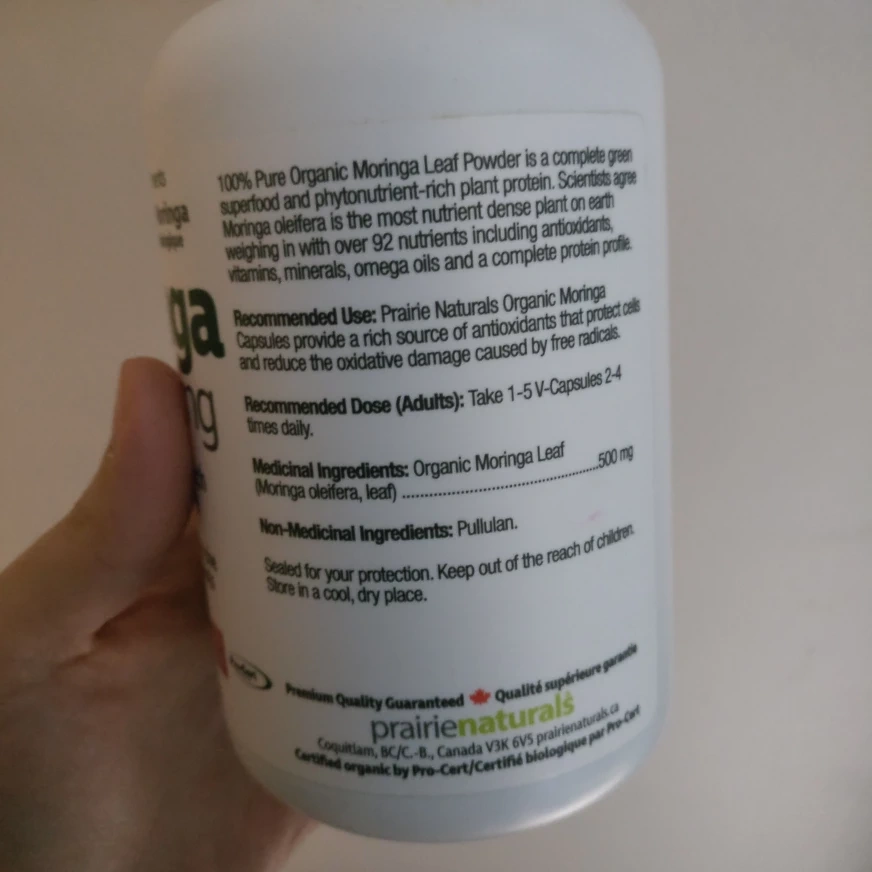 100% Pure Organic Moringa Leaf Powder is a complete green
superfood and phytonutrient-rich plant protein. Scientists agree
Moringa oleifera is the most nutrient dense plant on earth
weighing in with over 92 nutrients including antioxidants,
vitamins, minerals, omega oils and a complete protein profile.
Recommended Use: Prairie Naturals Organic Moringa
Capsules provide a rich source of antioxidants that protect cells
and reduce the oxidative damage caused by free radicals.
Recommended Dose (Adults): Take 1-5 V-Capsules 2-4
times daily.
Medicinal Ingredients: Organic Moringa Leaf
(Moringa oleifera, leaf) ........................................500 mg
Non-Medicinal Ingredients: Pullulan.
Sealed for your protection. Keep out of the reach of children.
Store in a cool, dry place.
Premium Quality Guaranteed Qualité supérieure garantie
prairienaturals
Coquitlam, BC/C.-B., Canada V3K 6V5 prairienaturals.ca
Certified organic by Pro-Cert/Certifié biologique par Pro-Cert
ga